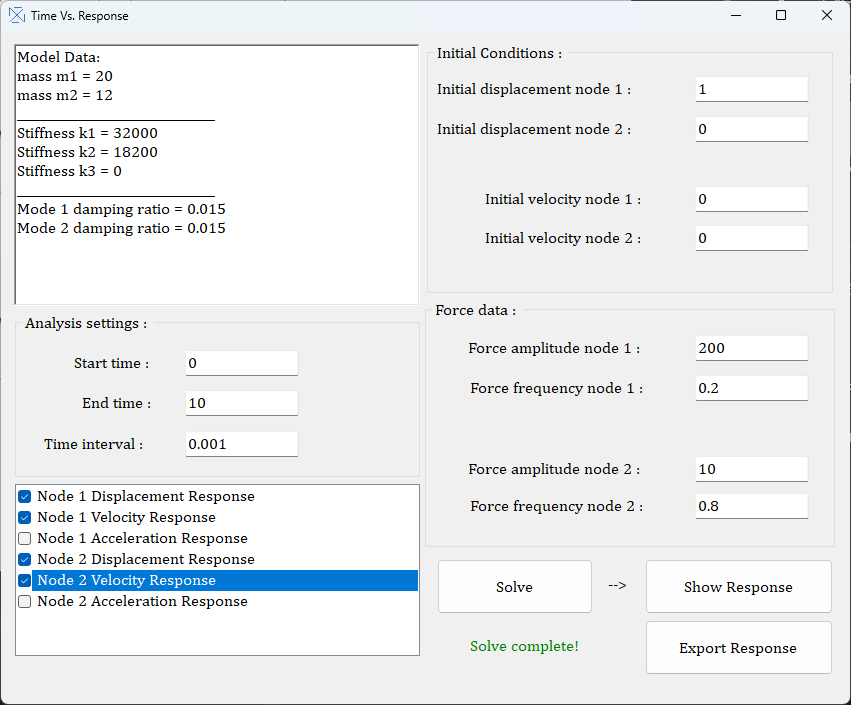 Time Vs. Response
Model Data:
mass m1 = 20
mass m2 = 12
Stiffness k1 = 32000
Stiffness k2 = 18200
Stiffness k3 = 0
Mode 1 damping ratio = 0.015
Mode 2 damping ratio = 0.015
Analysis settings :
Start time : 0
End time : 10
Time interval : 0.001
Node 1 Displacement Response
Node 1 Velocity Response
Node 1 Acceleration Response
Node 2 Displacement Response
Node 2 Velocity Response
Node 2 Acceleration Response
Initial Conditions :
Initial displacement node 1 : 1
Initial displacement node 2 : 0
Initial velocity node 1 : 0
Initial velocity node 2 : 0
Force data :
Force amplitude node 1 : 200
Force frequency node 1 : 0.2
Force amplitude node 2 : 10
Force frequency node 2 : 0.8
Solve --> Show Response
Solve complete! Export Response